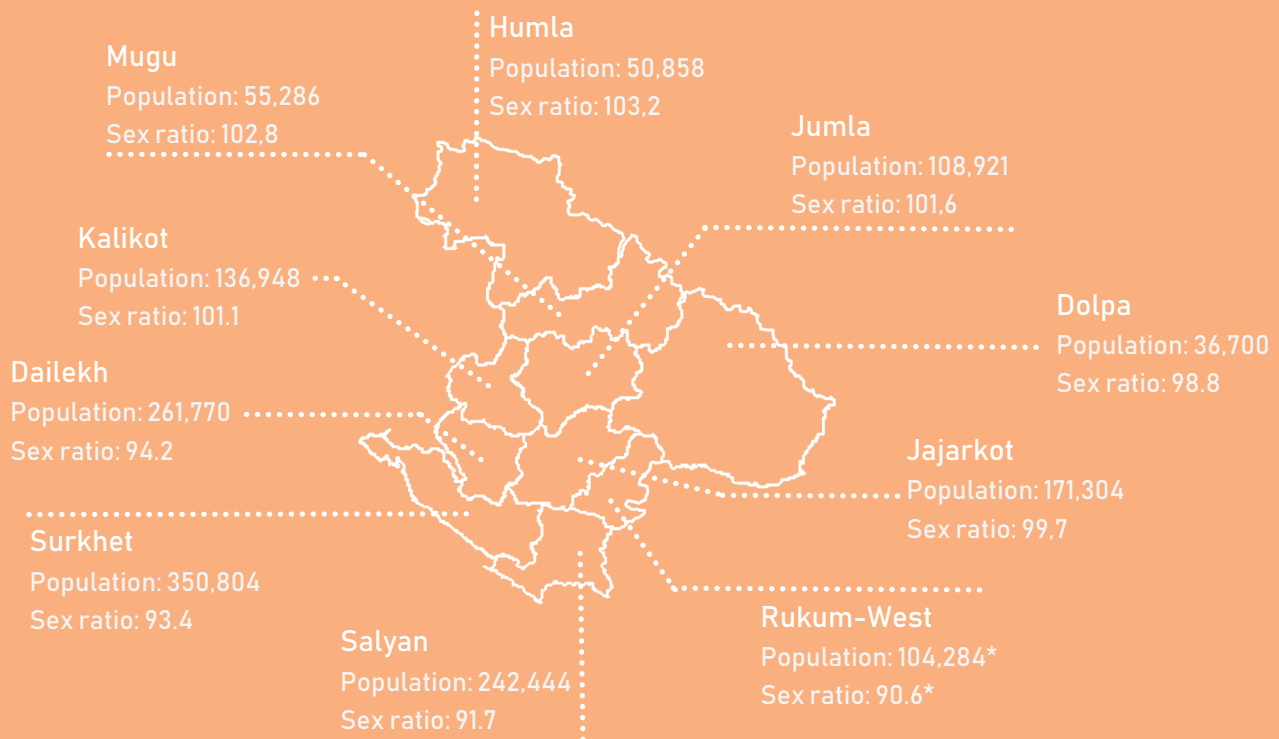 Humla
Population: 50,858
Sex ratio: 103,2
Mugu
Population: 55,286
Sex ratio: 102,8
Jumla
Population: 108,921
Sex ratio: 101,6
Kalikot
Population: 136,948
Sex ratio: 101.1
Dolpa
Population: 36,700
Sex ratio: 98.8
Dailekh
Population: 261,770
Sex ratio: 94.2
Jajarkot
Population: 171,304
Sex ratio: 99,7
Surkhet
Population: 350,804
Sex ratio: 93.4
Rukum-West
Population: 104,284*
Sex ratio: 90.6*
Salyan
Population: 242,444
Sex ratio: 91.7